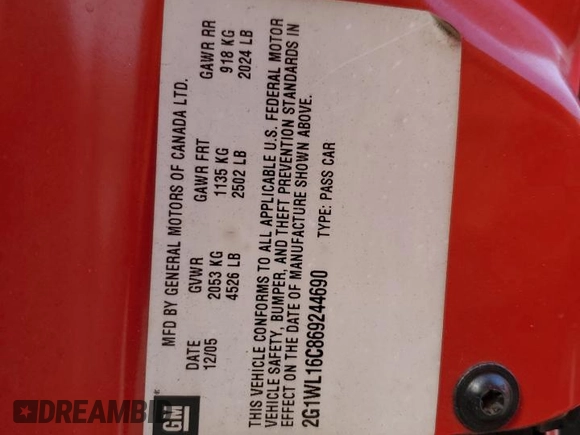 MFD BY GENERAL MOTORS OF CANADA LTD.
DATE GVWR GAWR FRT GAWR RR
12/05 2053 KG 1135 KG 918 KG
4526 LB 2502 LB 2024 LB
THIS VEHICLE CONFORMS TO ALL APPLICABLE U.S. FEDERAL MOTOR
VEHICLE SAFETY, BUMPER, AND THEFT PREVENTION STANDARDS IN
EFFECT ON THE DATE OF MANUFACTURE SHOWN ABOVE.
2G1WL16C869244690 TYPE: PASS CAR
GM
DREAMBID